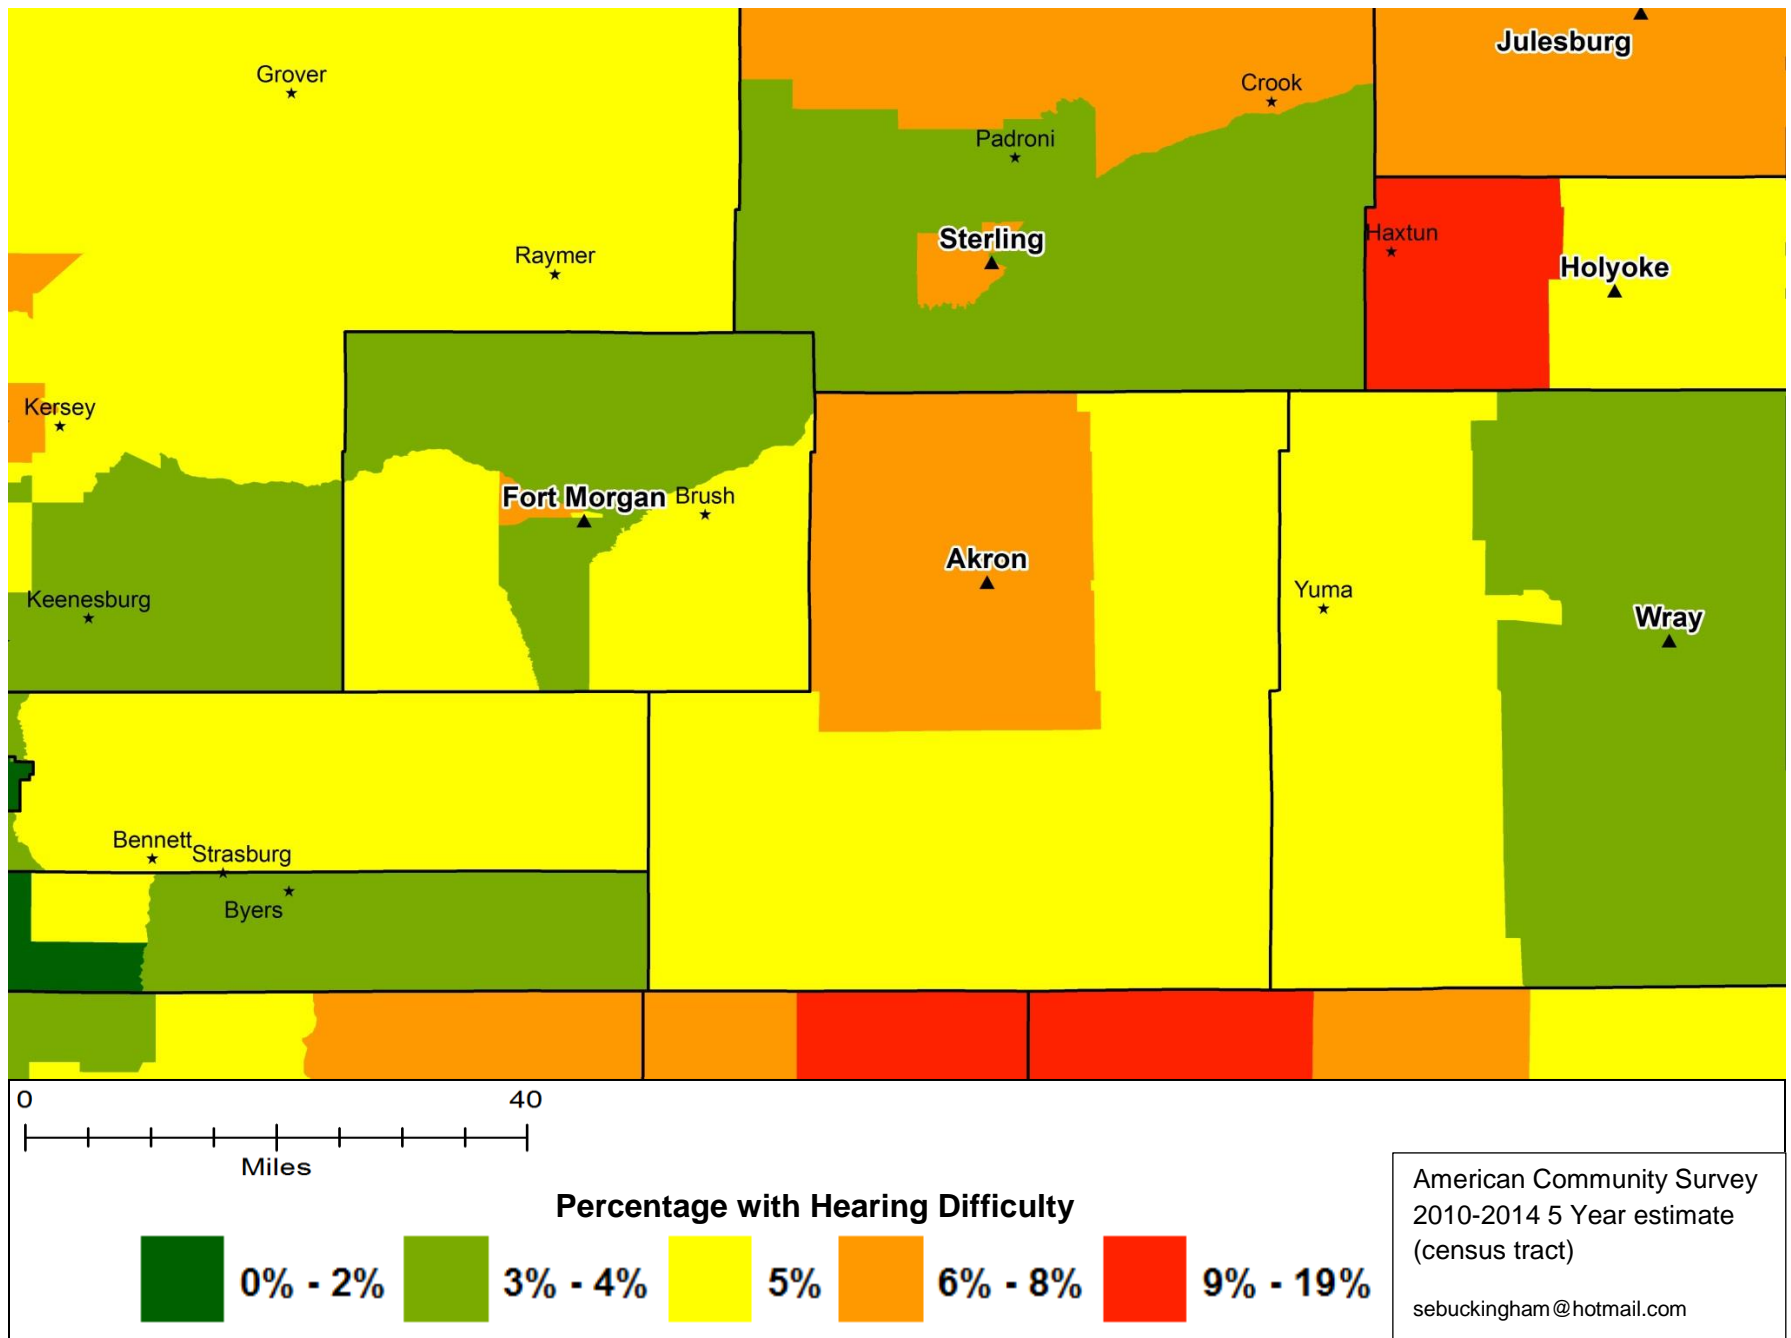 Julesburg
Grover
Crook
Padroni
Haxtun
Sterling
Raymer
Holyoke
Kersey
Fort Morgan
Brush
Akron
Yuma
Keenesburg
Wray
Bennett
Strasburg
Byers
0 40
Miles
Percentage with Hearing Difficulty
0% - 2% 3% - 4% 5% 6% - 8% 9% - 19%
American Community Survey
2010-2014 5 Year estimate
(census tract)
sebuckingham@hotmail.com